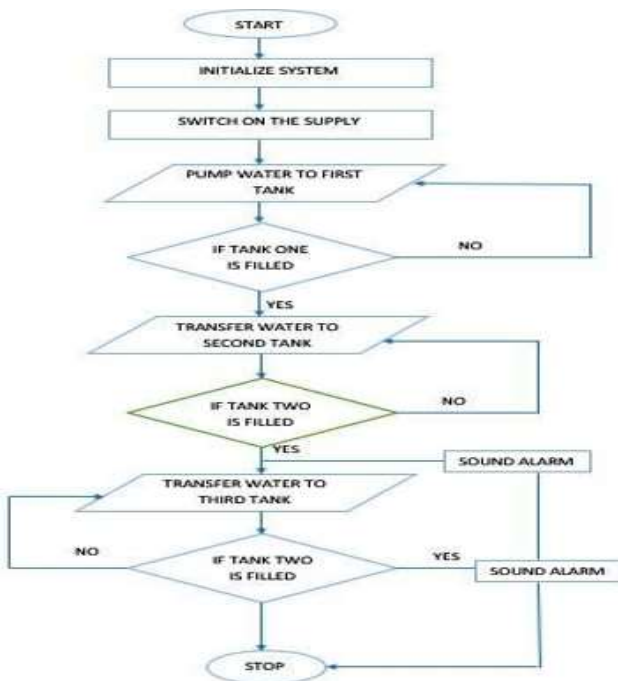 START
INITIALIZE SYSTEM
SWITCH ON THE SUPPLY
PUMP WATER TO FIRST
TANK
IF TANK ONE
IS FILLED
NO
YES
TRANSFER WATER TO
SECOND TANK
IF TANK TWO
IS FILLED
NO
YES
SOUND ALARM
TRANSFER WATER TO
THIRD TANK
NO
IF TANK TWO
IS FILLED
YES
SOUND ALARM
STOP